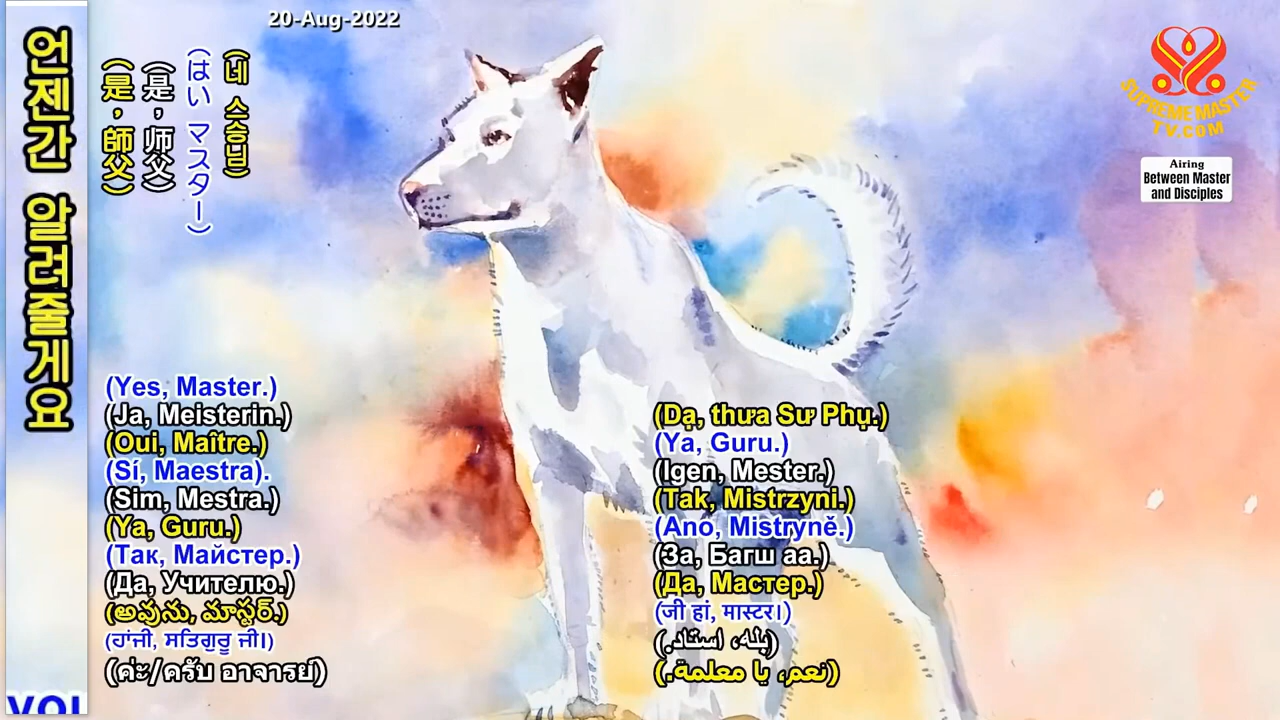 20-Aug-2022
언젠간 알려줄게요
(네 스승님)
(はい マスター)
(是，师父)
(是，師父)
SUPREME MASTER
TV.COM
Airing
Between Master
and Disciples
(Yes, Master.)
(Ja, Meisterin.)
(Oui, Maître.)
(Sí, Maestra).
(Sim, Mestra.)
(Ya, Guru.)
(Так, Майстер.)
(Да, Учителю.)
(అవును, మాస్టర్.)
(ਹਾਂਜੀ, ਸਤਿਗੁਰੂ ਜੀ।)
(ค่ะ/ครับ อาจารย์)
(Dạ, thưa Sư Phụ.)
(Ya, Guru.)
(Igen, Mester.)
(Tak, Mistrzyni.)
(Ano, Mistryně.)
(За, Багш аа.)
(Да, Мастер.)
(जी हां, मास्टर।)
(بله، استاد.)
(نعم، يا معلمة.)